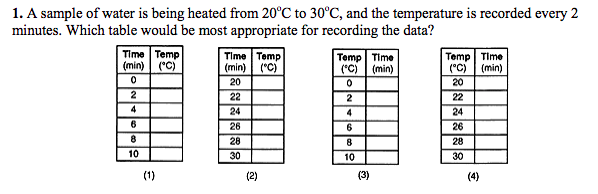 1. A sample of water is being heated from 20°C to 30°C, and the temperature is recorded every 2
minutes. Which table would be most appropriate for recording the data?
Time Temp
(min) (°C)
0
2
4
6
8
10
(1)
Time Temp
(min) (°C)
20
22
24
26
28
30
(2)
Temp Time
(°C) (min)
0
2
4
6
8
10
(3)
Temp Time
(°C) (min)
20
22
24
26
28
30
(4)